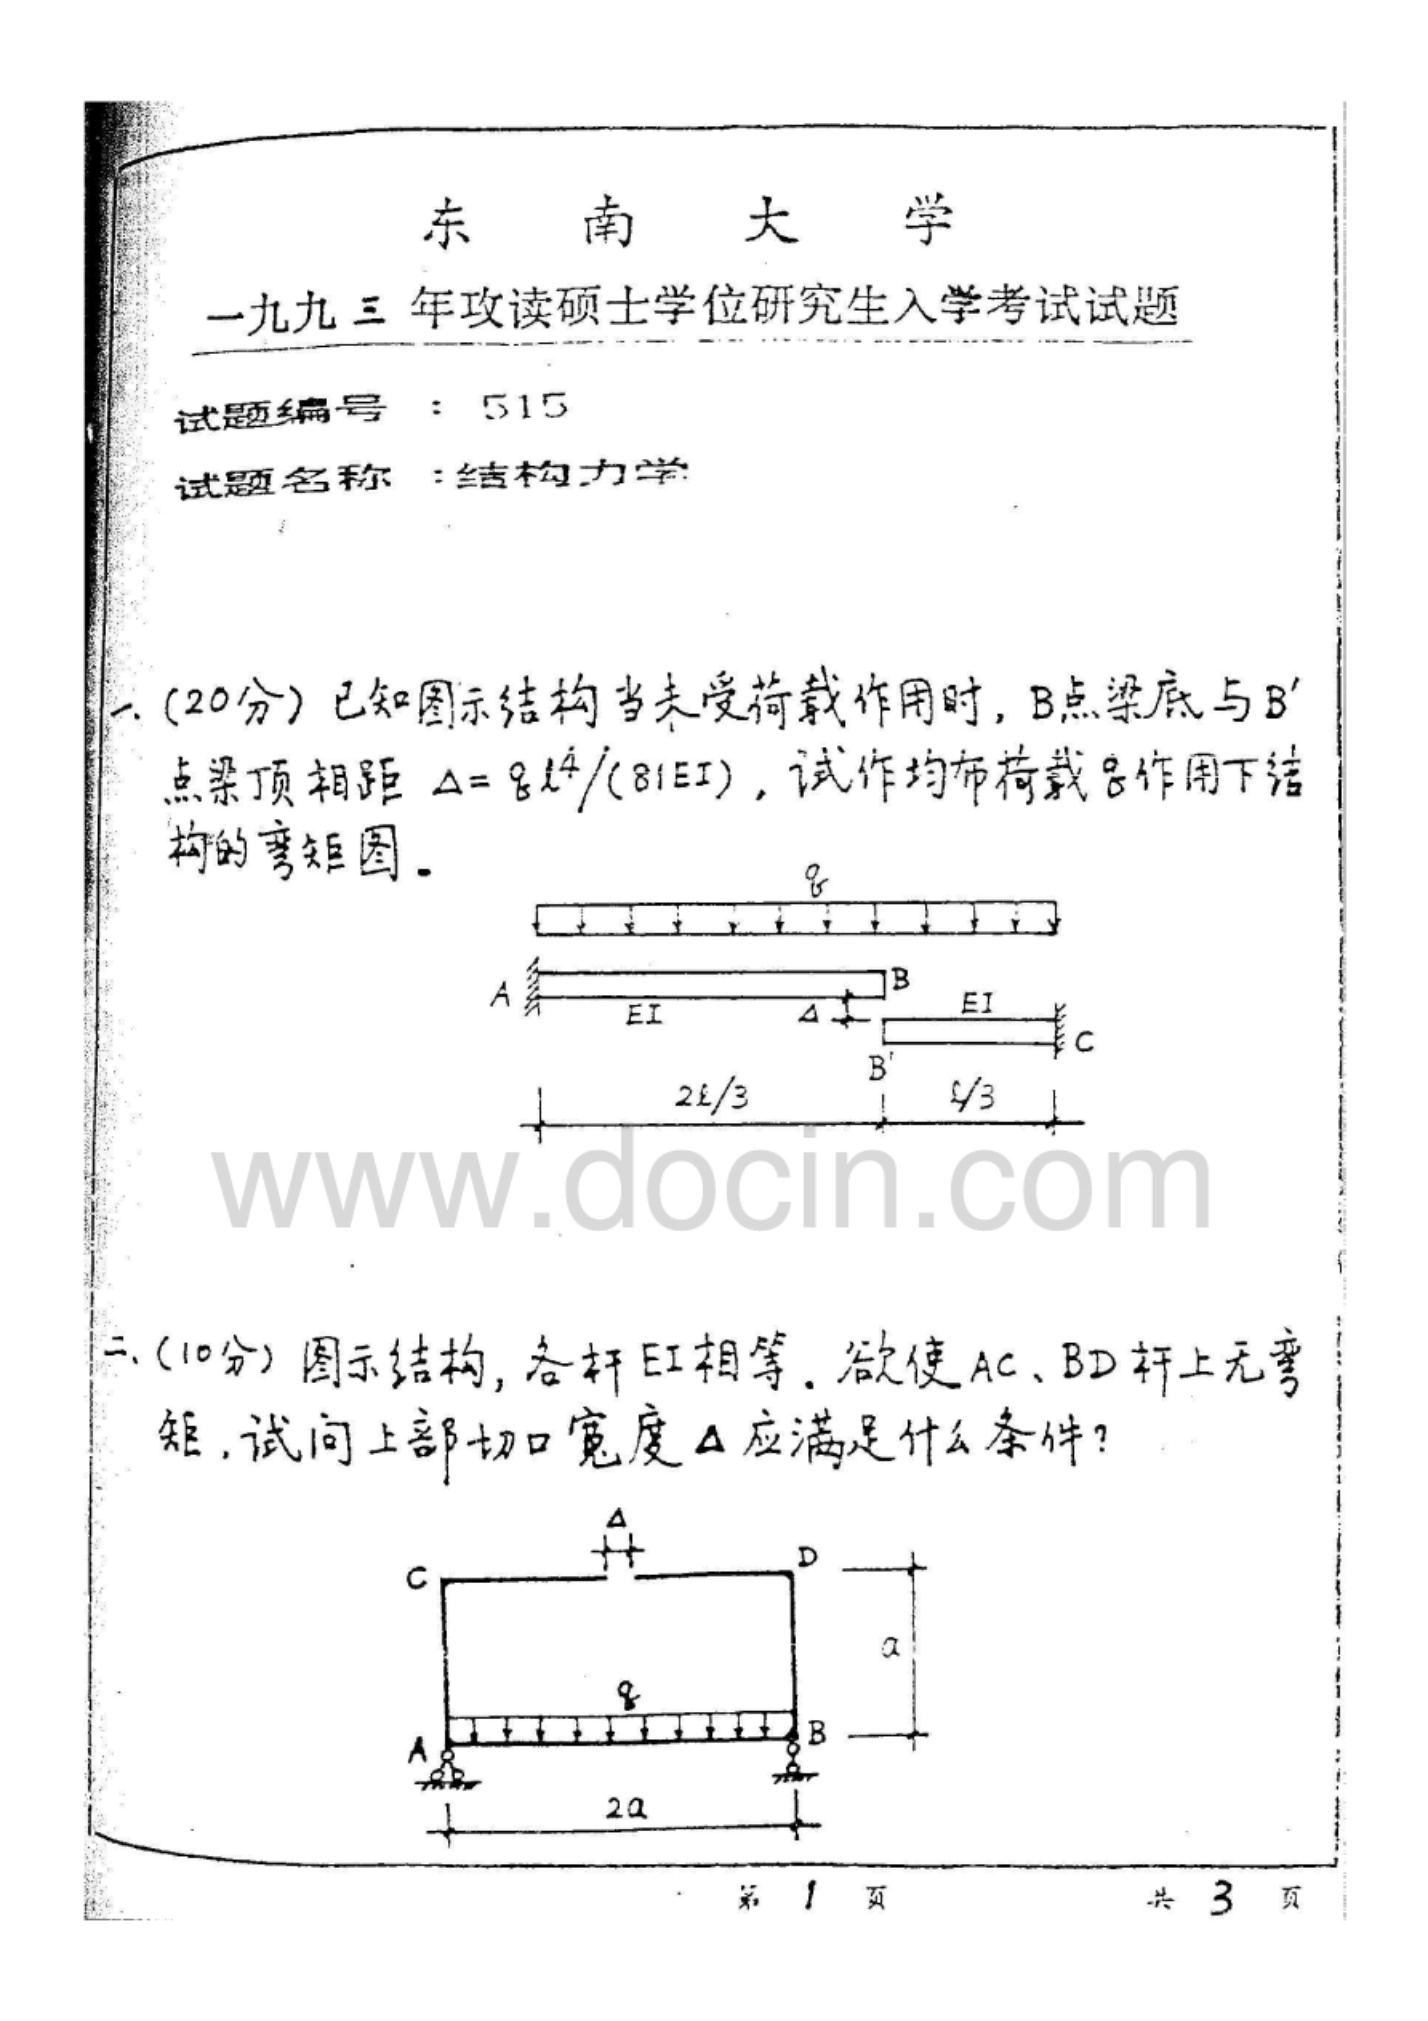 东 南 大 学
一九九三年攻读硕士学位研究生入学考试试题
试题编号 : 515
试题名称 :结构力学
一、(20分) 已知图示结构当未受荷载作用时, B点梁底与B'
点梁顶相距 Δ= qℓ⁴/(81EI), 试作均布荷载q作用下结
构的弯矩图.
q
A
B
EI
Δ
EI
C
B'
2ℓ/3
ℓ/3
www.docin.com
二、(10分) 图示结构, 各杆EI相等. 欲使AC、BD杆上无弯
矩, 试问上部切口宽度Δ应满足什么条件?
Δ
C
D
a
q
A
B
2a
第 1 页
共 3 页